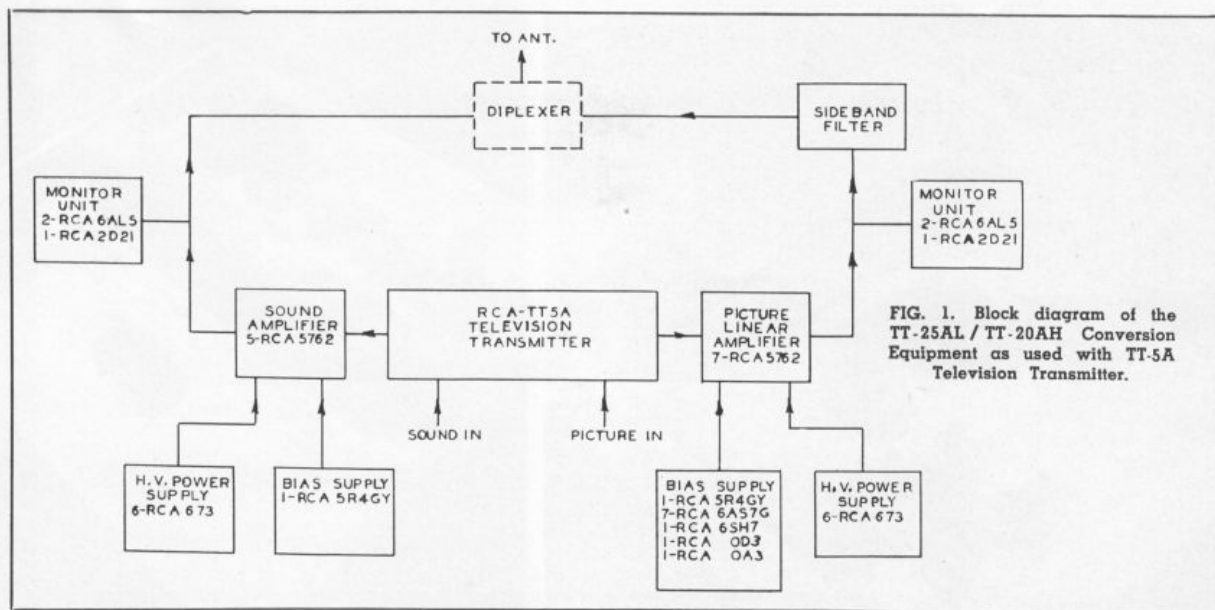 TO ANT.
DIPLEXER
SIDEBAND
FILTER
MONITOR
UNIT
2-RCA 6AL5
1-RCA 2D21
MONITOR
UNIT
2-RCA 6AL5
1-RCA 2D21
SOUND
AMPLIFIER
5-RCA 5762
RCA-TT5A
TELEVISION
TRANSMITTER
PICTURE
LINEAR
AMPLIFIER
7-RCA 5762
FIG. 1. Block diagram of the
TT-25AL / TT-20AH Conversion
Equipment as used with TT-5A
Television Transmitter.
SOUND IN
PICTURE IN
H.V. POWER
SUPPLY
6-RCA 673
BIAS SUPPLY
1-RCA 5R4GY
BIAS SUPPLY
1-RCA 5R4GY
7-RCA 6AS7G
1-RCA 6SH7
1-RCA OD3
1-RCA OA3
H.V. POWER
SUPPLY
6-RCA 673